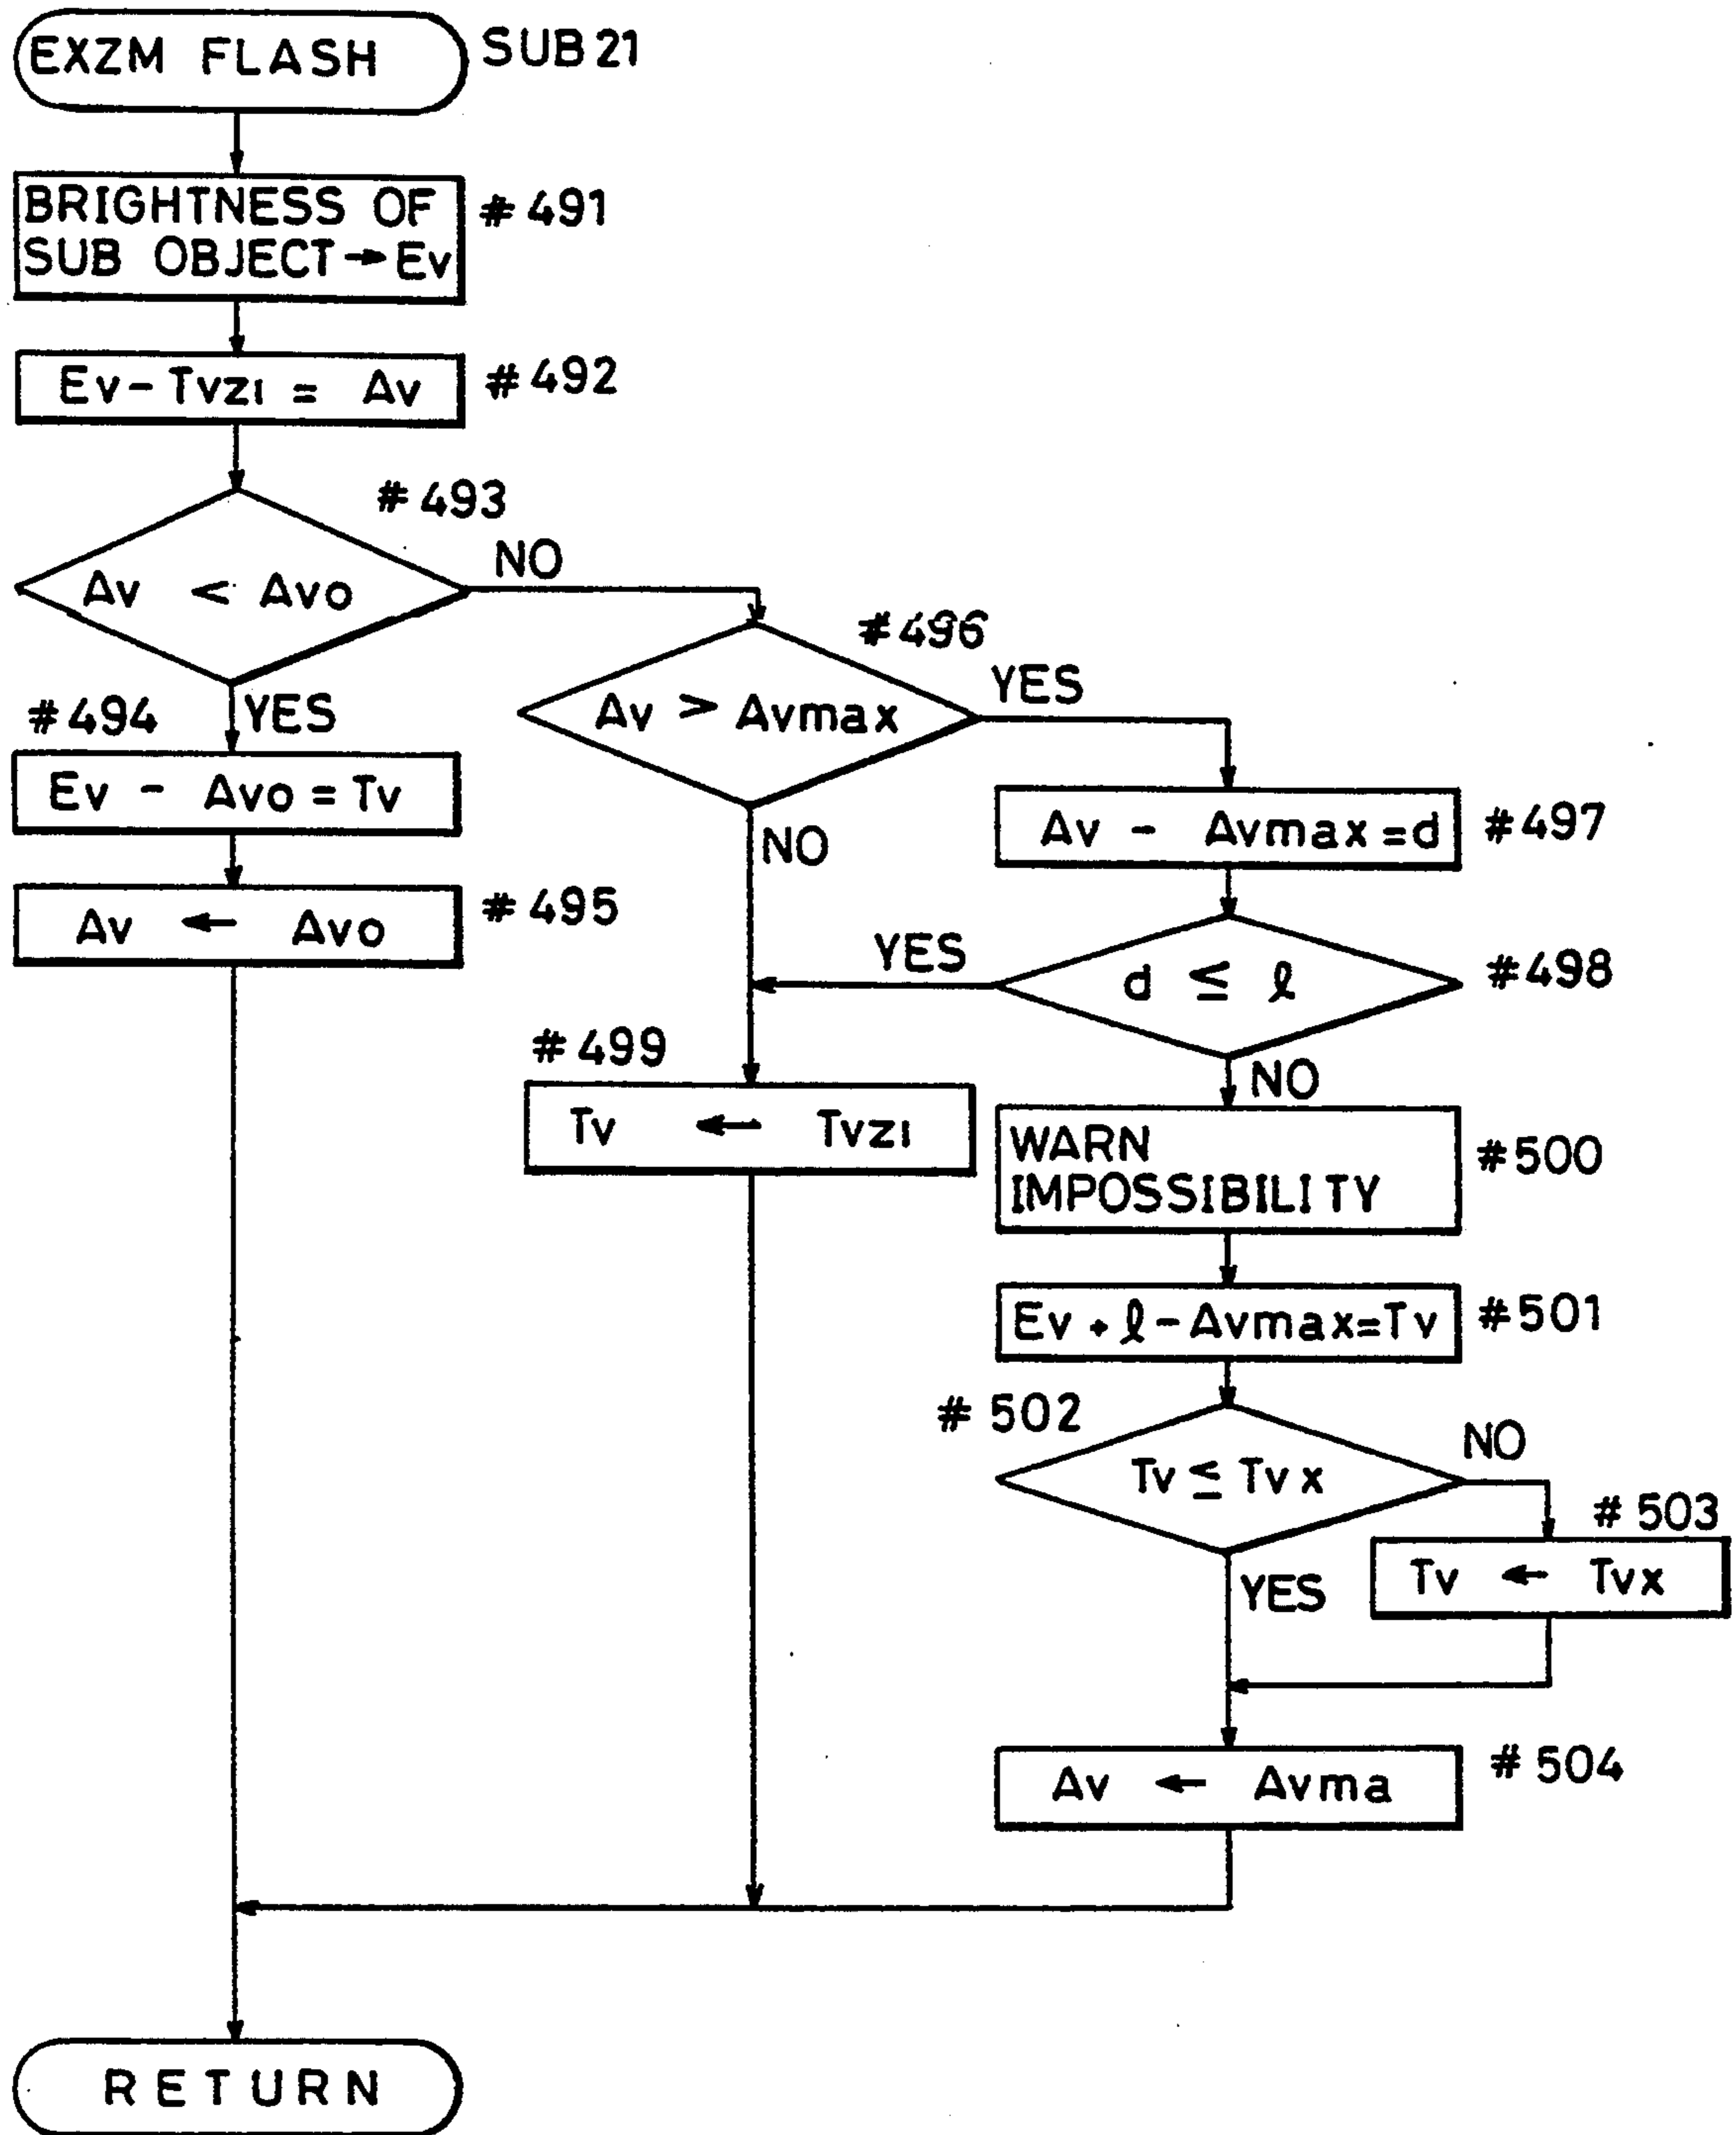 EXZM FLASH
SUB 21
BRIGHTNESS OF
SUB OBJECT → Ev
#491
Ev - Tvz1 = Av
#492
#493
Av < Avo
NO
YES
#494
Ev - Avo = Tv
Av ← Avo
#495
#496
Av > Avmax
YES
NO
Av - Avmax = d
#497
d ≤ ℓ
#498
YES
NO
#499
Tv ← Tvz1
WARN
IMPOSSIBILITY
#500
Ev + ℓ - Avmax = Tv
#501
#502
Tv ≤ Tvx
NO
YES
#503
Tv ← Tvx
Av ← Avma
#504
RETURN